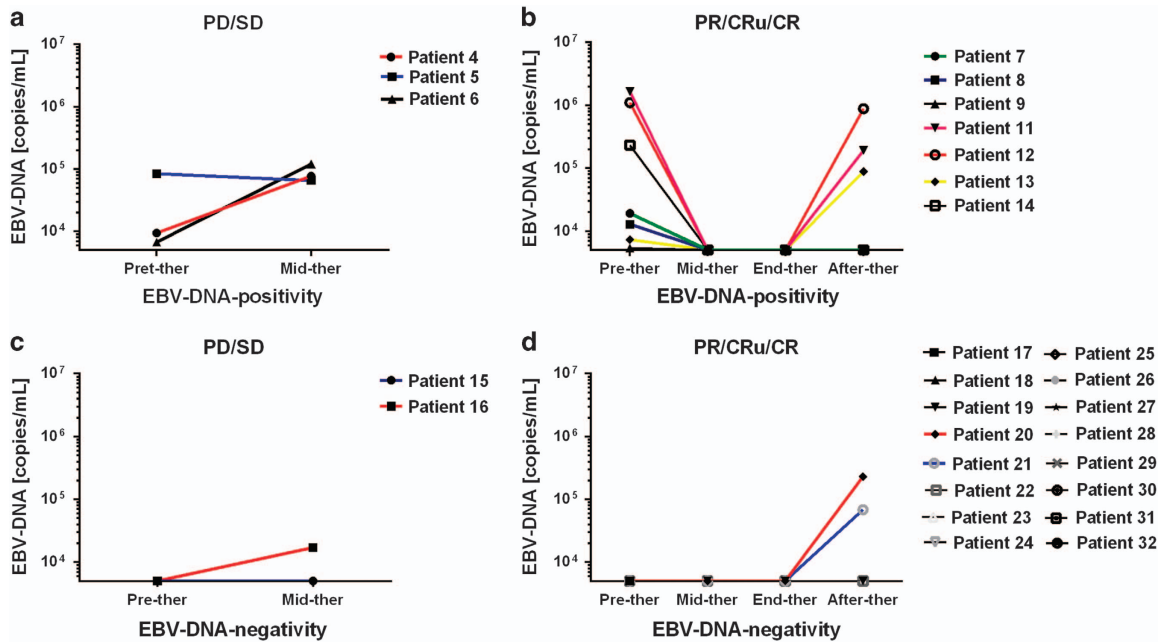 a
PD/SD
EBV-DNA [copies/mL]
10⁷
10⁶
10⁵
10⁴
Pret-ther
Mid-ther
EBV-DNA-positivity
Patient 4
Patient 5
Patient 6
b
PR/CRu/CR
EBV-DNA [copies/mL]
10⁷
10⁶
10⁵
10⁴
Pre-ther
Mid-ther
End-ther
After-ther
EBV-DNA-positivity
Patient 7
Patient 8
Patient 9
Patient 11
Patient 12
Patient 13
Patient 14
c
PD/SD
EBV-DNA [copies/mL]
10⁷
10⁶
10⁵
10⁴
Pre-ther
Mid-ther
EBV-DNA-negativity
Patient 15
Patient 16
d
PR/CRu/CR
EBV-DNA [copies/mL]
10⁷
10⁶
10⁵
10⁴
Pre-ther
Mid-ther
End-ther
After-ther
EBV-DNA-negativity
Patient 17
Patient 18
Patient 19
Patient 20
Patient 21
Patient 22
Patient 23
Patient 24
Patient 25
Patient 26
Patient 27
Patient 28
Patient 29
Patient 30
Patient 31
Patient 32